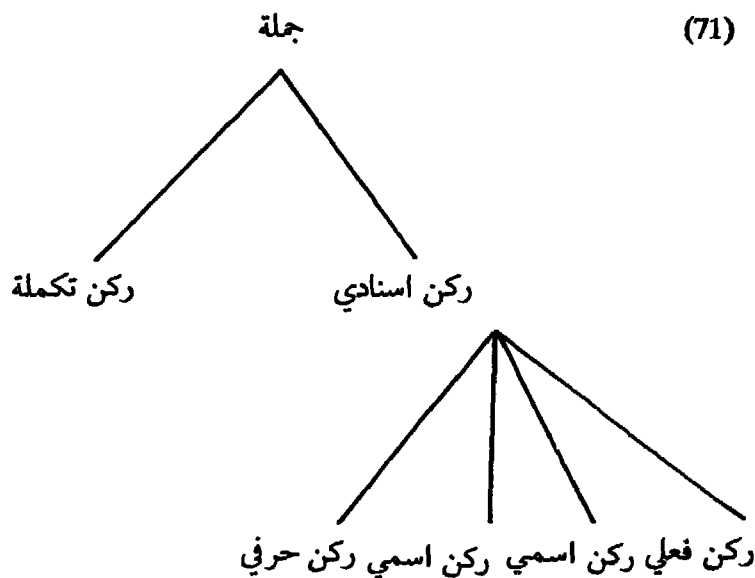 (71)
جملة
ركن اسنادي ركن تكملة
ركن فعلي ركن اسمي ركن اسمي ركن حرفي